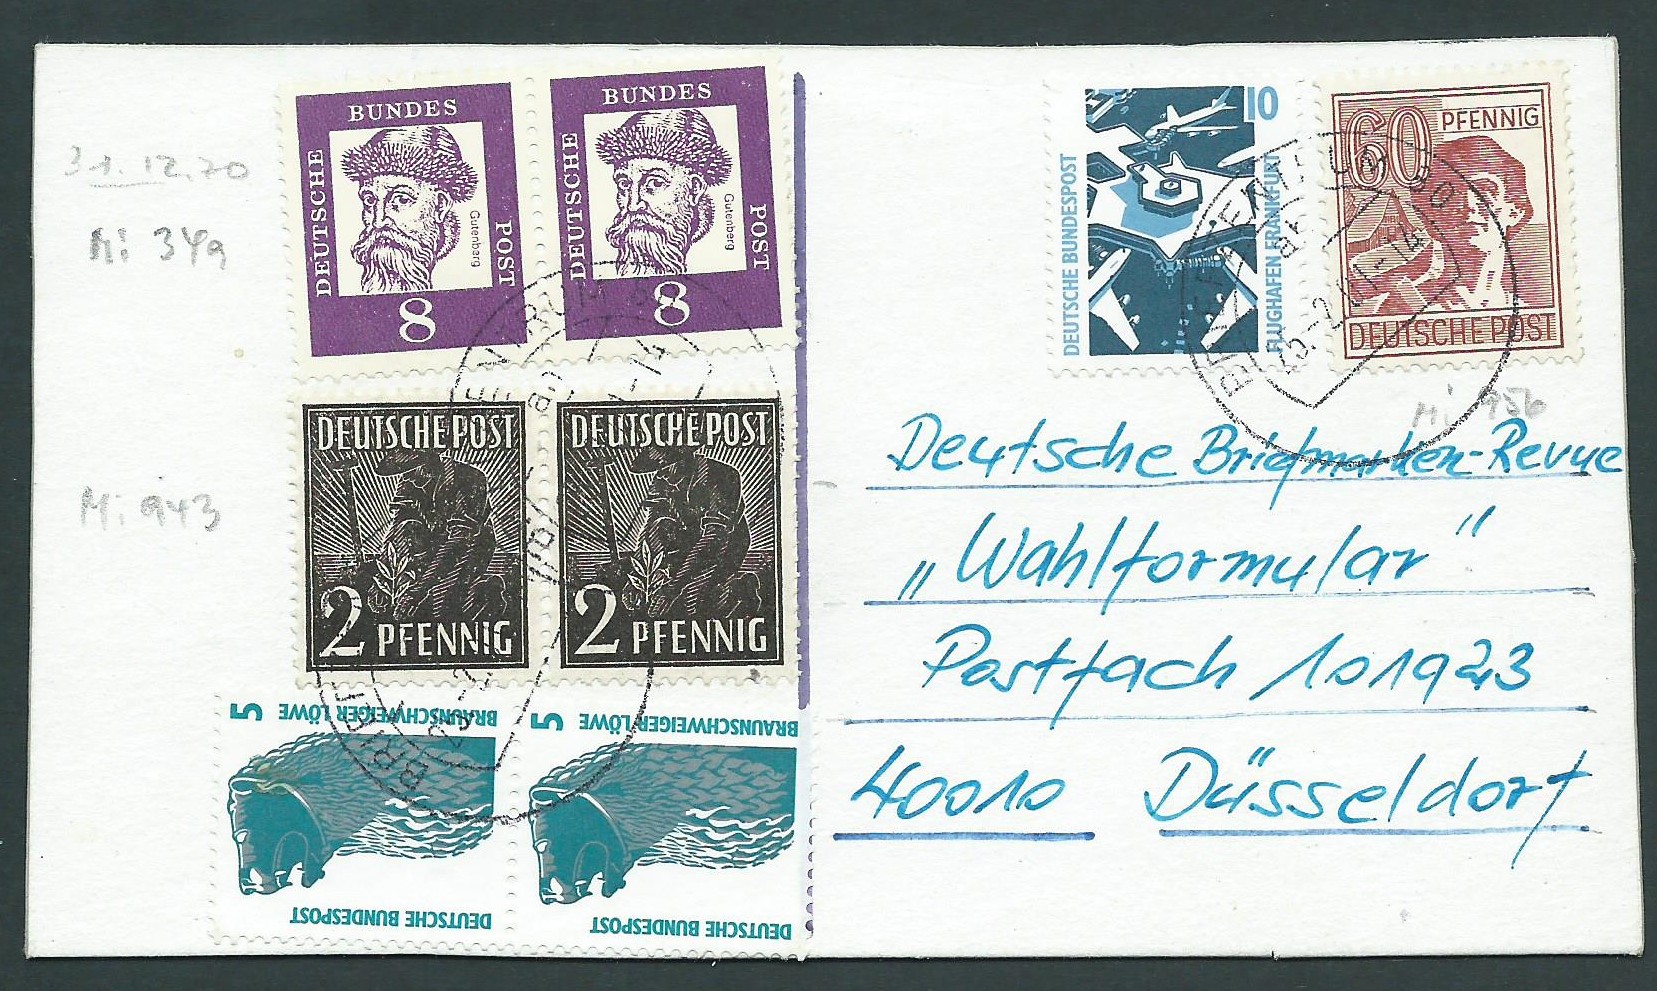 31.12.70
Mi 349
Mi 943
BUNDES
DEUTSCHE
POST
Gutenberg
8
BUNDES
DEUTSCHE
POST
Gutenberg
8
DEUTSCHE POST
2 PFENNIG
DEUTSCHE POST
2 PFENNIG
5 BRAUNSCHWEIGER LÖWE
DEUTSCHE BUNDESPOST
5 BRAUNSCHWEIGER LÖWE
DEUTSCHE BUNDESPOST
10
DEUTSCHE BUNDESPOST
FLUGHAFEN FRANKFURT
60 PFENNIG
DEUTSCHE POST
Mi 956
Deutsche Briefmarken-Revue
„Wahlformular"
Postfach 101923
40010 Düsseldorf